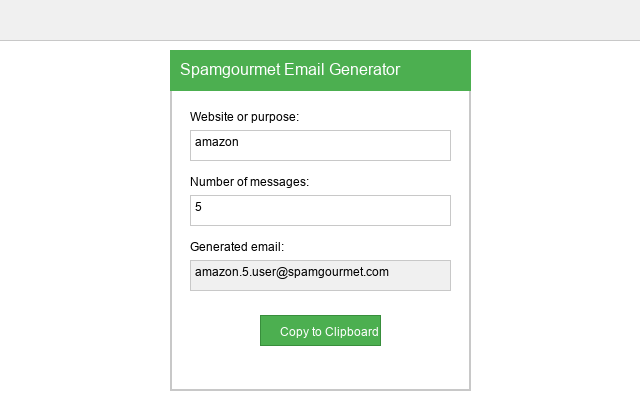 Spamgourmet Email Generator
Website or purpose:
amazon
Number of messages:
5
Generated email:
amazon.5.user@spamgourmet.com
Copy to Clipboard